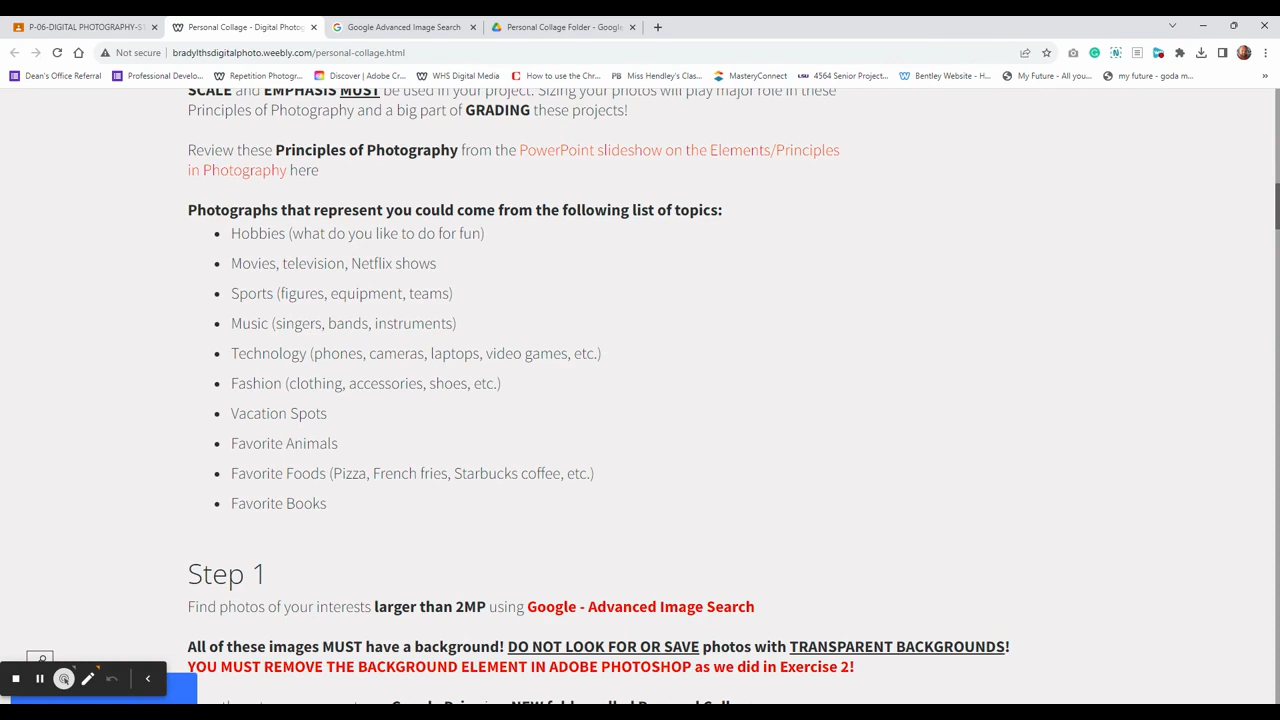 P-06-DIGITAL PHOTOGRAPHY-S
Personal Collage - Digital Photog
Google Advanced Image Search
Personal Collage Folder - Google
Not secure
bradylthsdigitalphoto.weebly.com/personal-collage.html
Dean's Office Referral
Professional Develo...
Repetition Photogr...
Discover | Adobe Cr...
WHS Digital Media
How to use the Chr...
PB Miss Hendley's Clas...
MasteryConnect
LSU 4564 Senior Projec...
Bentley Website - H...
My Future - All you...
my future - goda m...
»
SCALE and EMPHASIS MUST be used in your project. Sizing your photos will play major role in these
Principles of Photography and a big part of GRADING these projects!
Review these Principles of Photography from the PowerPoint slideshow on the Elements/Principles
in Photography here
Photographs that represent you could come from the following list of topics:
• Hobbies (what do you like to do for fun)
• Movies, television, Netflix shows
• Sports (figures, equipment, teams)
• Music (singers, bands, instruments)
• Technology (phones, cameras, laptops, video games, etc.)
• Fashion (clothing, accessories, shoes, etc.)
• Vacation Spots
• Favorite Animals
• Favorite Foods (Pizza, French fries, Starbucks coffee, etc.)
• Favorite Books
Step 1
Find photos of your interests larger than 2MP using Google - Advanced Image Search
All of these images MUST have a background! DO NOT LOOK FOR OR SAVE photos with TRANSPARENT BACKGROUNDS!
YOU MUST REMOVE THE BACKGROUND ELEMENT IN ADOBE PHOTOSHOP as we did in Exercise 2!